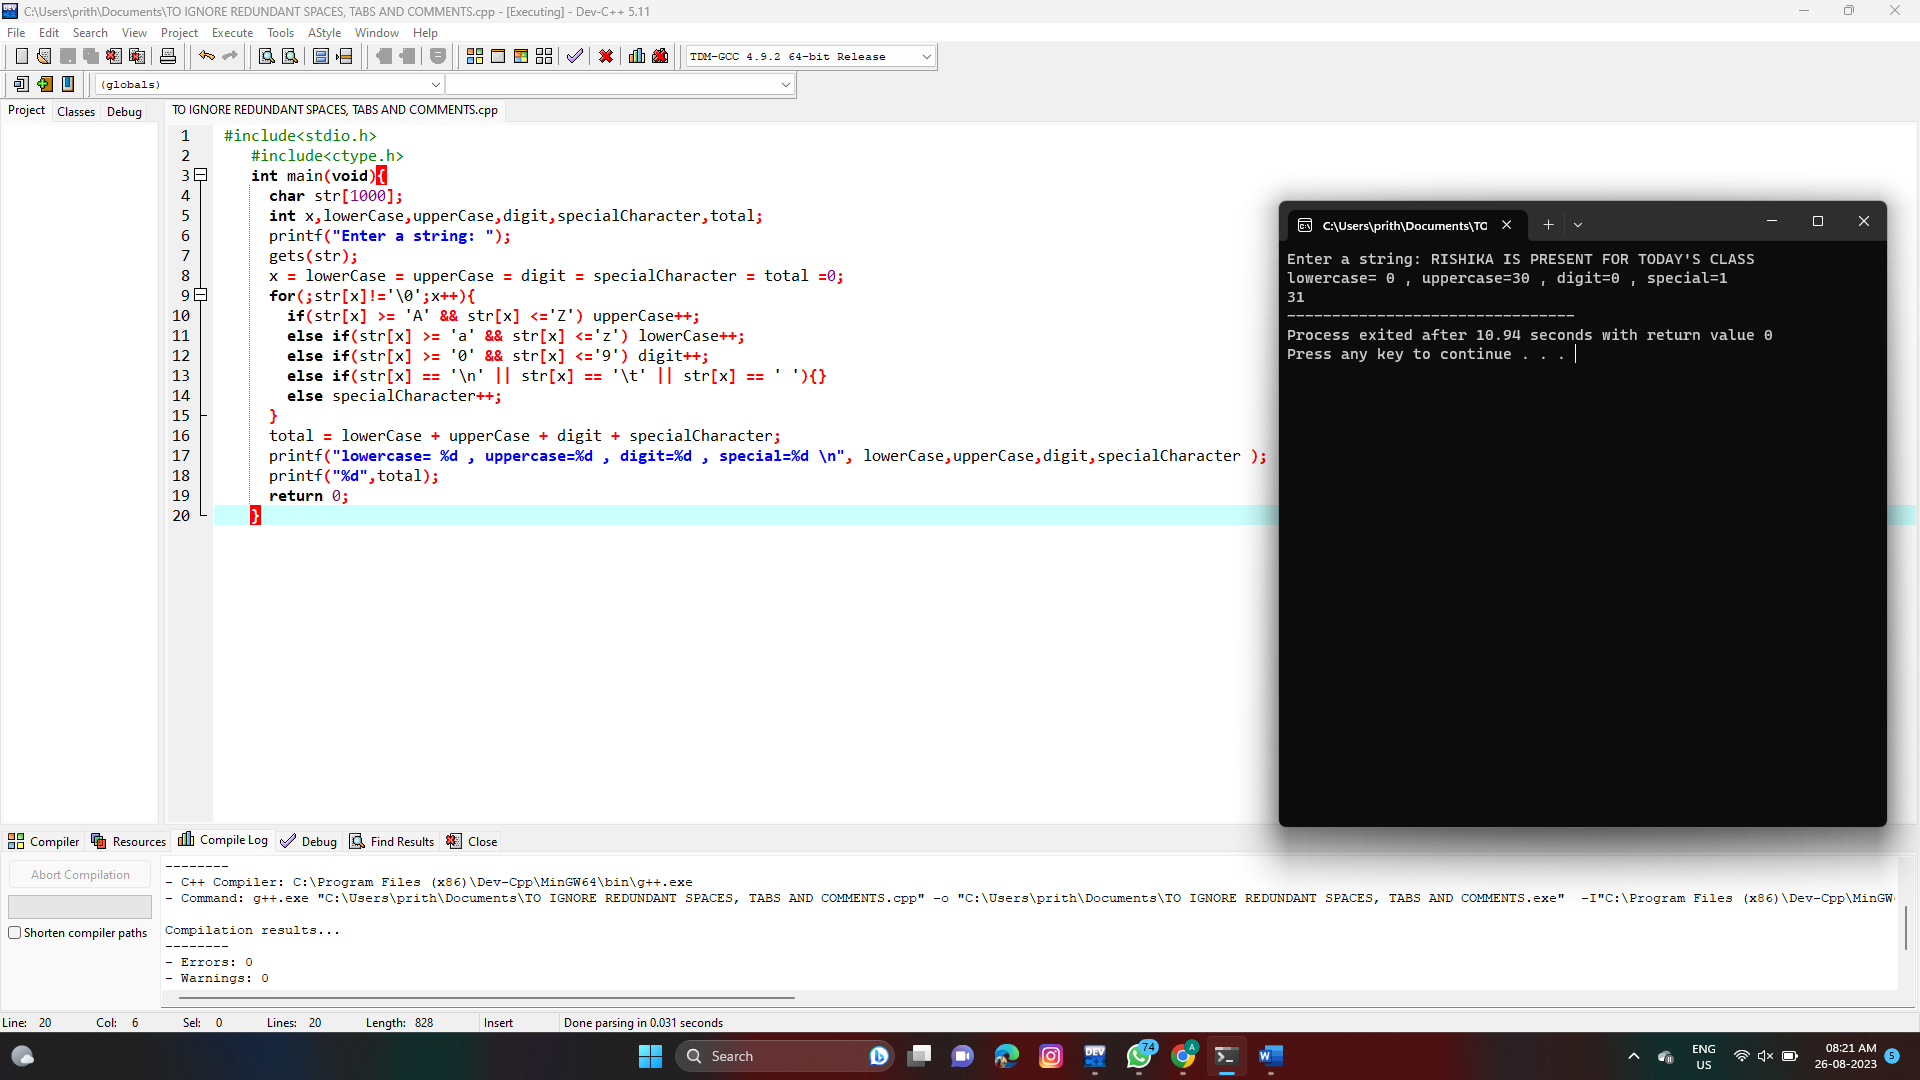 C:\Users\prith\Documents\TO IGNORE REDUNDANT SPACES, TABS AND COMMENTS.cpp - [Executing] - Dev-C++ 5.11
File Edit Search View Project Execute Tools AStyle Window Help
TDM-GCC 4.9.2 64-bit Release
(globals)
Project Classes Debug
TO IGNORE REDUNDANT SPACES, TABS AND COMMENTS.cpp
1 #include<stdio.h>
2 #include<ctype.h>
3 int main(void){
4 char str[1000];
5 int x,lowerCase,upperCase,digit,specialCharacter,total;
6 printf("Enter a string: ");
7 gets(str);
8 x = lowerCase = upperCase = digit = specialCharacter = total =0;
9 for(;str[x]!='\0';x++){
10 if(str[x] >= 'A' && str[x] <='Z') upperCase++;
11 else if(str[x] >= 'a' && str[x] <='z') lowerCase++;
12 else if(str[x] >= '0' && str[x] <='9') digit++;
13 else if(str[x] == '\n' || str[x] == '\t' || str[x] == ' '){}
14 else specialCharacter++;
15 }
16 total = lowerCase + upperCase + digit + specialCharacter;
17 printf("lowercase= %d , uppercase=%d , digit=%d , special=%d \n", lowerCase,upperCase,digit,specialCharacter );
18 printf("%d",total);
19 return 0;
20 }
C:\Users\prith\Documents\TO
Enter a string: RISHIKA IS PRESENT FOR TODAY'S CLASS
lowercase= 0 , uppercase=30 , digit=0 , special=1
31
--------------------------------
Process exited after 10.94 seconds with return value 0
Press any key to continue . . .
Compiler Resources Compile Log Debug Find Results Close
Abort Compilation
Shorten compiler paths
--------
- C++ Compiler: C:\Program Files (x86)\Dev-Cpp\MinGW64\bin\g++.exe
- Command: g++.exe "C:\Users\prith\Documents\TO IGNORE REDUNDANT SPACES, TABS AND COMMENTS.cpp" -o "C:\Users\prith\Documents\TO IGNORE REDUNDANT SPACES, TABS AND COMMENTS.exe" -I"C:\Program Files (x86)\Dev-Cpp\MinGW
Compilation results...
--------
- Errors: 0
- Warnings: 0
Line: 20 Col: 6 Sel: 0 Lines: 20 Length: 828 Insert Done parsing in 0.031 seconds
Search
DEV
74
A
ENG
US
08:21 AM
26-08-2023
5